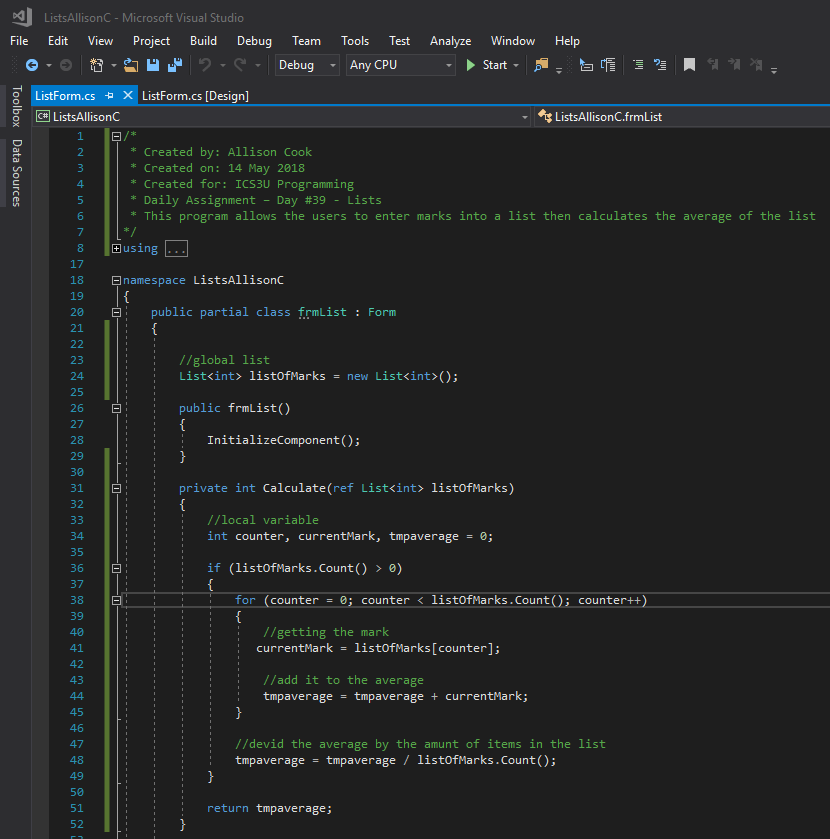 ListsAllisonC - Microsoft Visual Studio
File Edit View Project Build Debug Team Tools Test Analyze Window Help
Debug Any CPU Start
ListForm.cs ListForm.cs [Design]
Toolbox
Data Sources
C# ListsAllisonC ListsAllisonC.frmList
1 /*
2 * Created by: Allison Cook
3 * Created on: 14 May 2018
4 * Created for: ICS3U Programming
5 * Daily Assignment – Day #39 - Lists
6 * This program allows the users to enter marks into a list then calculates the average of the list
7 */
8 using ...
17
18 namespace ListsAllisonC
19 {
20 public partial class frmList : Form
21 {
22
23 //global list
24 List<int> listOfMarks = new List<int>();
25
26 public frmList()
27 {
28 InitializeComponent();
29 }
30
31 private int Calculate(ref List<int> listOfMarks)
32 {
33 //local variable
34 int counter, currentMark, tmpaverage = 0;
35
36 if (listOfMarks.Count() > 0)
37 {
38 for (counter = 0; counter < listOfMarks.Count(); counter++)
39 {
40 //getting the mark
41 currentMark = listOfMarks[counter];
42
43 //add it to the average
44 tmpaverage = tmpaverage + currentMark;
45 }
46
47 //devid the average by the amunt of items in the list
48 tmpaverage = tmpaverage / listOfMarks.Count();
49 }
50
51 return tmpaverage;
52 }